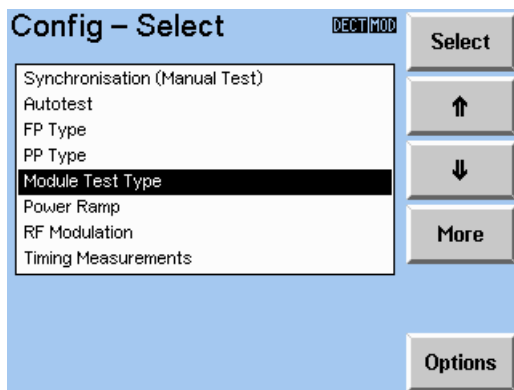 Config – Select
DECT MOD
Select
Synchronisation (Manual Test)
Autotest
FP Type
PP Type
Module Test Type
Power Ramp
RF Modulation
Timing Measurements
⇑
⇓
More
Options